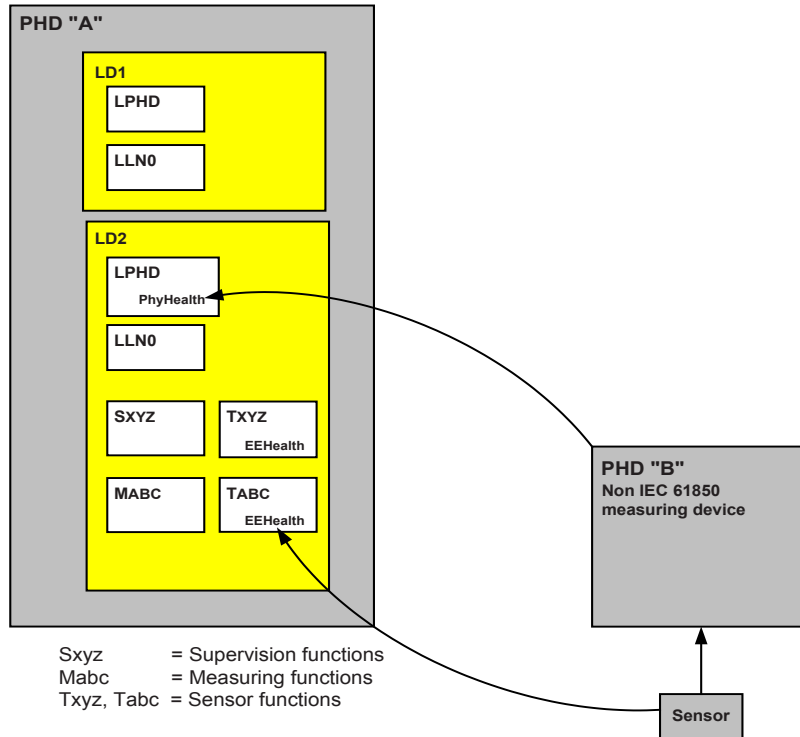 PHD "A"
LD1
LPHD
LLN0
LD2
LPHD
PhyHealth
LLN0
SXYZ
TXYZ
EEHealth
MABC
TABC
EEHealth
PHD "B"
Non IEC 61850
measuring device
Sensor
Sxyz = Supervision functions
Mabc = Measuring functions
Txyz, Tabc = Sensor functions